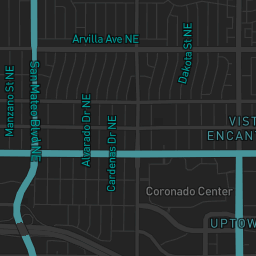 Arvilla Ave NE
Dakota St NE
Manzano St NE
San Mateo Blvd NE
Alvarado Dr NE
Cardenas Dr NE
VIST
ENCANT
Coronado Center
UPTOW